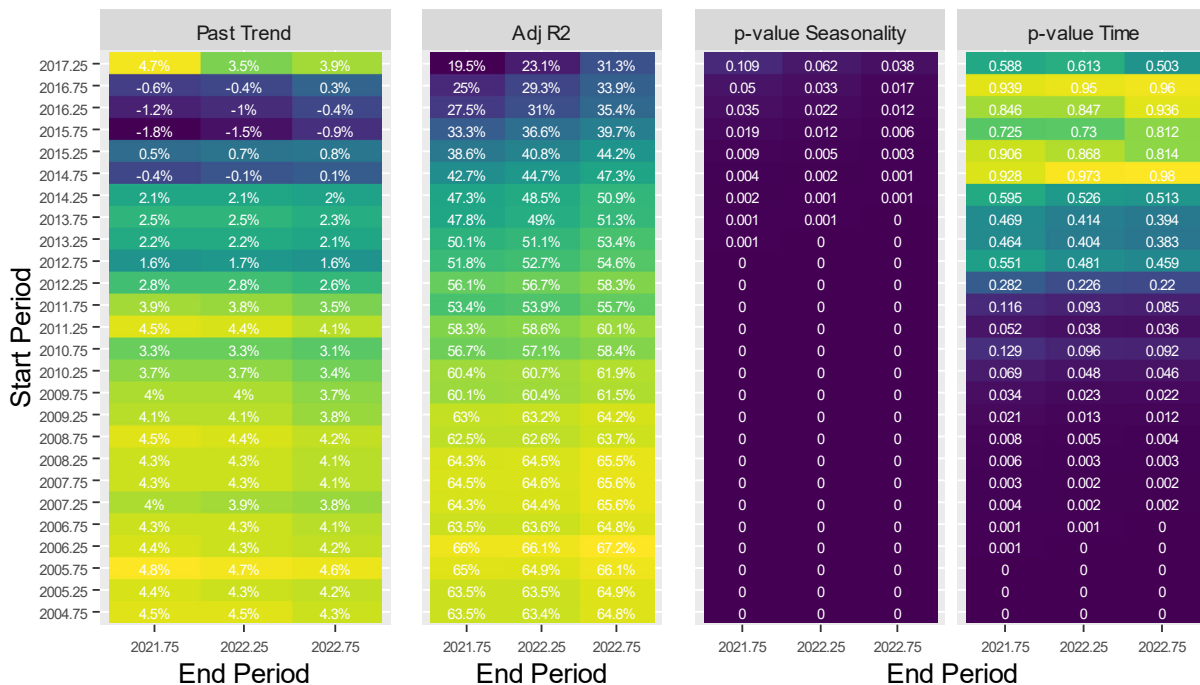 Past Trend Adj R2 p-value Seasonality p-value Time
2017.25 4.7% 3.5% 3.9% 19.5% 23.1% 31.3% 0.109 0.062 0.038 0.588 0.613 0.503
2016.75 -0.6% -0.4% 0.3% 25% 29.3% 33.9% 0.05 0.033 0.017 0.939 0.95 0.96
2016.25 -1.2% -1% -0.4% 27.5% 31% 35.4% 0.035 0.022 0.012 0.846 0.847 0.936
2015.75 -1.8% -1.5% -0.9% 33.3% 36.6% 39.7% 0.019 0.012 0.006 0.725 0.73 0.812
2015.25 0.5% 0.7% 0.8% 38.6% 40.8% 44.2% 0.009 0.005 0.003 0.906 0.868 0.814
2014.75 -0.4% -0.1% 0.1% 42.7% 44.7% 47.3% 0.004 0.002 0.001 0.928 0.973 0.98
2014.25 2.1% 2.1% 2% 47.3% 48.5% 50.9% 0.002 0.001 0.001 0.595 0.526 0.513
2013.75 2.5% 2.5% 2.3% 47.8% 49% 51.3% 0.001 0.001 0 0.469 0.414 0.394
2013.25 2.2% 2.2% 2.1% 50.1% 51.1% 53.4% 0.001 0 0 0.464 0.404 0.383
2012.75 1.6% 1.7% 1.6% 51.8% 52.7% 54.6% 0 0 0 0.551 0.481 0.459
2012.25 2.8% 2.8% 2.6% 56.1% 56.7% 58.3% 0 0 0 0.282 0.226 0.22
2011.75 3.9% 3.8% 3.5% 53.4% 53.9% 55.7% 0 0 0 0.116 0.093 0.085
2011.25 4.5% 4.4% 4.1% 58.3% 58.6% 60.1% 0 0 0 0.052 0.038 0.036
2010.75 3.3% 3.3% 3.1% 56.7% 57.1% 58.4% 0 0 0 0.129 0.096 0.092
2010.25 3.7% 3.7% 3.4% 60.4% 60.7% 61.9% 0 0 0 0.069 0.048 0.046
2009.75 4% 4% 3.7% 60.1% 60.4% 61.5% 0 0 0 0.034 0.023 0.022
2009.25 4.1% 4.1% 3.8% 63% 63.2% 64.2% 0 0 0 0.021 0.013 0.012
2008.75 4.5% 4.4% 4.2% 62.5% 62.6% 63.7% 0 0 0 0.008 0.005 0.004
2008.25 4.3% 4.3% 4.1% 64.3% 64.5% 65.5% 0 0 0 0.006 0.003 0.003
2007.75 4.3% 4.3% 4.1% 64.5% 64.6% 65.6% 0 0 0 0.003 0.002 0.002
2007.25 4% 3.9% 3.8% 64.3% 64.4% 65.6% 0 0 0 0.004 0.002 0.002
2006.75 4.3% 4.3% 4.1% 63.5% 63.6% 64.8% 0 0 0 0.001 0.001 0
2006.25 4.4% 4.3% 4.2% 66% 66.1% 67.2% 0 0 0 0.001 0 0
2005.75 4.8% 4.7% 4.6% 65% 64.9% 66.1% 0 0 0 0 0 0
2005.25 4.4% 4.3% 4.2% 63.5% 63.5% 64.9% 0 0 0 0 0 0
2004.75 4.5% 4.5% 4.3% 63.5% 63.4% 64.8% 0 0 0 0 0 0
Start Period
2021.75 2022.25 2022.75 2021.75 2022.25 2022.75 2021.75 2022.25 2022.75 2021.75 2022.25 2022.75
End Period End Period End Period